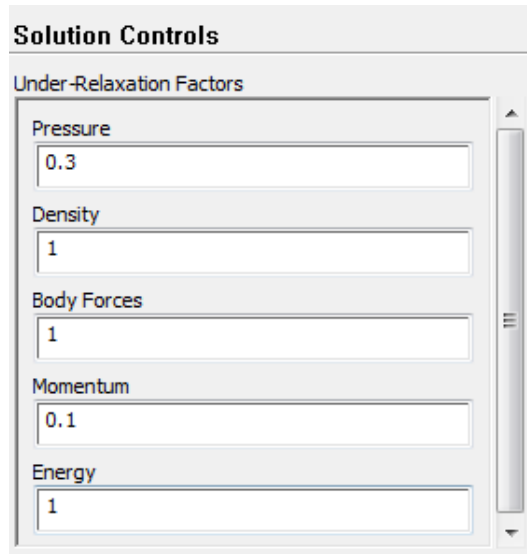 Solution Controls
Under-Relaxation Factors
Pressure
0.3
Density
1
Body Forces
1
Momentum
0.1
Energy
1